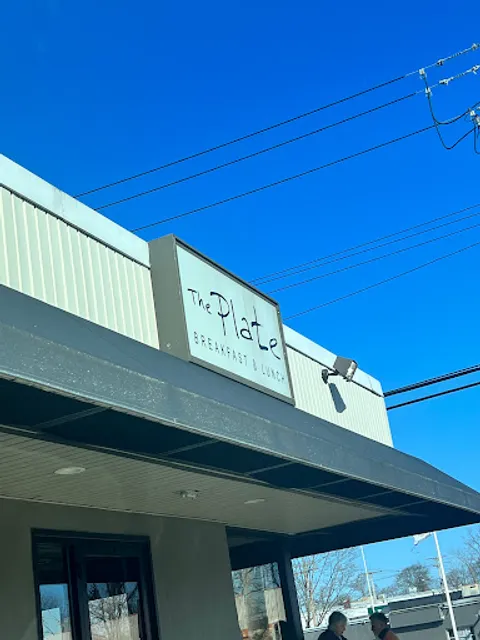 The Plate
BREAKFAST & LUNCH